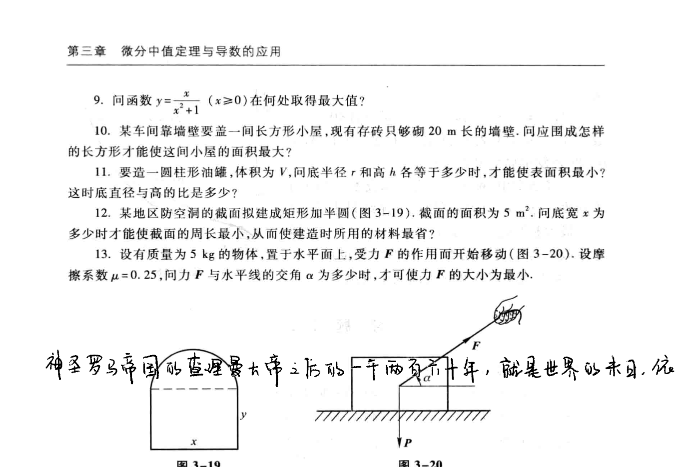 第三章 微分中值定理与导数的应用
9. 问函数 y=x/(x²+1) (x≥0)在何处取得最大值?
10. 某车间靠墙壁要盖一间长方形小屋,现有存砖只够砌 20 m 长的墙壁.问应围成怎样
的长方形才能使这间小屋的面积最大?
11. 要造一圆柱形油罐,体积为 V,问底半径 r 和高 h 各等于多少时,才能使表面积最小?
这时底直径与高的比是多少?
12. 某地区防空洞的截面拟建成矩形加半圆(图 3-19).截面的面积为 5 m².问底宽 x 为
多少时才能使截面的周长最小,从而使建造时所用的材料最省?
13. 设有质量为 5 kg 的物体,置于水平面上,受力 F 的作用而开始移动(图 3-20).设摩
擦系数 μ=0.25,问力 F 与水平线的交角 α 为多少时,才可使力 F 的大小为最小.
F
神圣罗马帝国的查理曼大帝之后的一千两百六十年,就是世界的末日.依
α
y
x
P
图 3-19 图 3-20